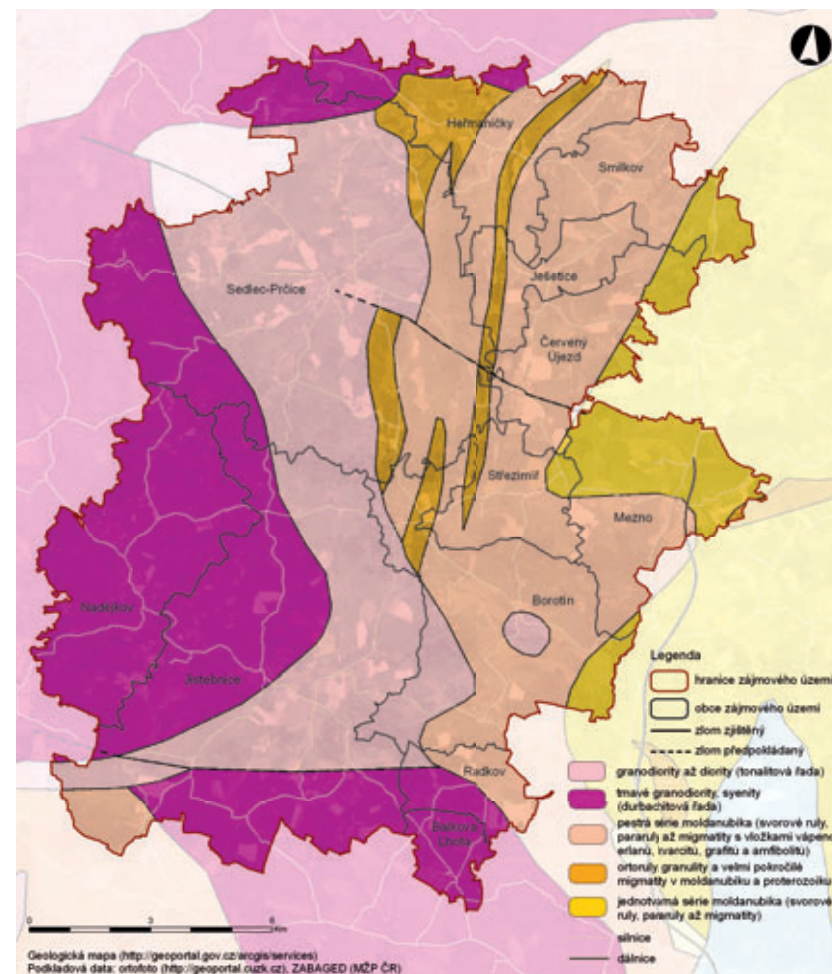 Heřmaničky
Smilkov
Sedlec-Prčice
Ješetice
Červený
Újezd
Střezimíř
Mezno
Nadějkov
Borotín
Jistebnice
Radkov
Balkova
Lhota
Legenda
hranice zájmového území
obce zájmového území
zlom zjištěný
zlom předpokládaný
granodiority až diority (tonalitová řada)
tmavé granodiority, syenity
(durbachitová řada)
pestrá série moldanubika (svorové ruly,
pararuly až migmatity s vložkami vápenc
erlanů, kvarcitů, grafitů a amfibolitů)
ortoruly granulity a velmi pokročilé
migmatity v moldanubiku a proterozoiku
jednotvárná série moldanubika (svorové
ruly, pararuly až migmatity)
silnice
dálnice
0 3 6
km
Geologická mapa (http://geoportal.gov.cz/arcgis/services)
Podkladová data: ortofoto (http://geoportal.cuzk.cz), ZABAGED (MŽP ČR)